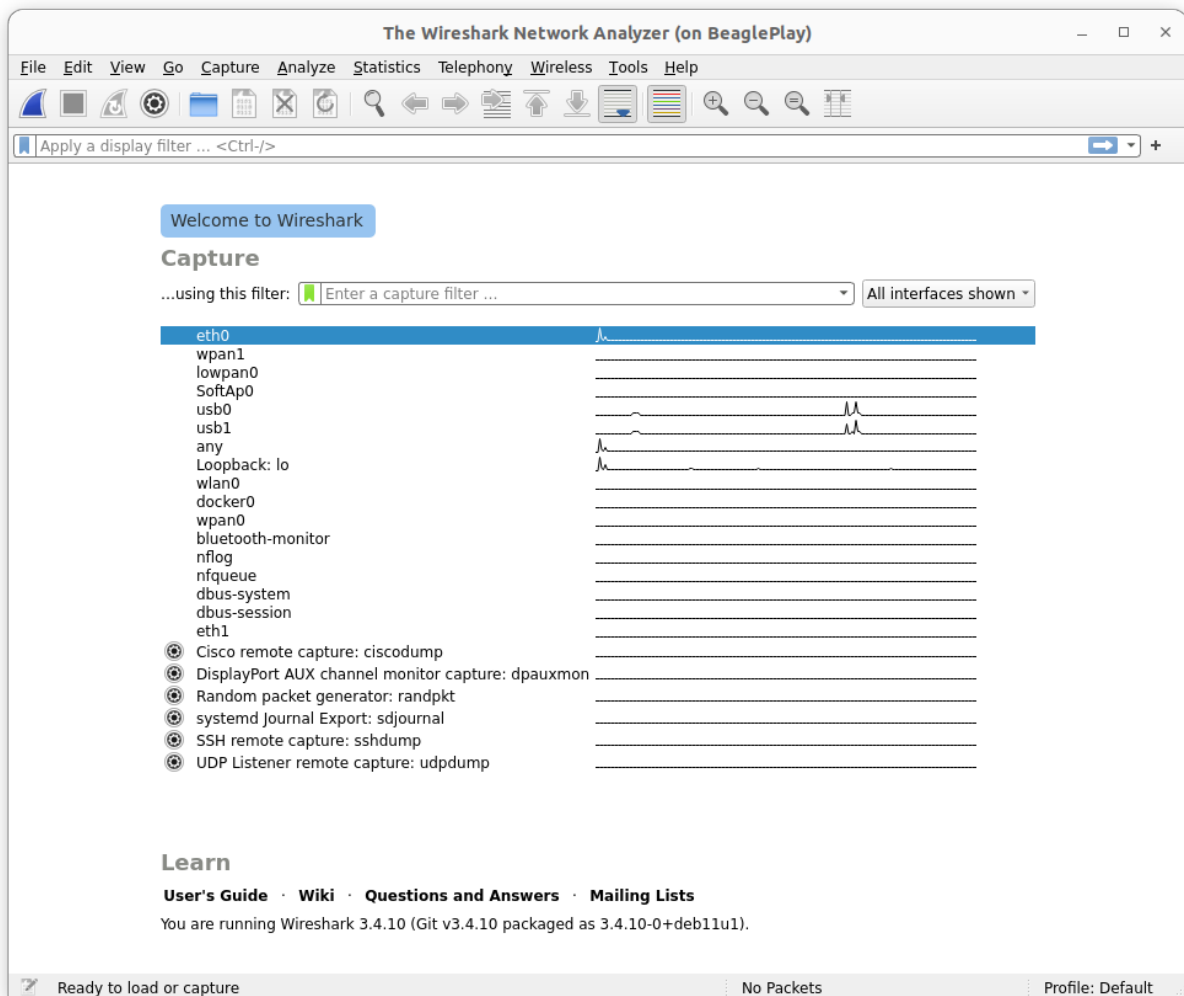 The Wireshark Network Analyzer (on BeaglePlay)
File Edit View Go Capture Analyze Statistics Telephony Wireless Tools Help
Apply a display filter ... <Ctrl-/>
Welcome to Wireshark
Capture
...using this filter: Enter a capture filter ... All interfaces shown
eth0
wpan1
lowpan0
SoftAp0
usb0
usb1
any
Loopback: lo
wlan0
docker0
wpan0
bluetooth-monitor
nflog
nfqueue
dbus-system
dbus-session
eth1
Cisco remote capture: ciscodump
DisplayPort AUX channel monitor capture: dpauxmon
Random packet generator: randpkt
systemd Journal Export: sdjournal
SSH remote capture: sshdump
UDP Listener remote capture: udpdump
Learn
User's Guide · Wiki · Questions and Answers · Mailing Lists
You are running Wireshark 3.4.10 (Git v3.4.10 packaged as 3.4.10-0+deb11u1).
Ready to load or capture No Packets Profile: Default